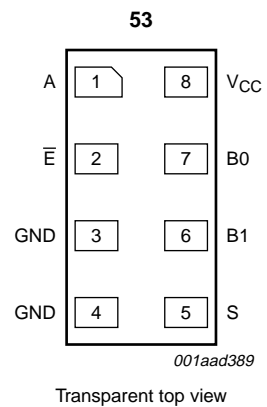 53
A 1 8 VCC
E̅ 2 7 B0
GND 3 6 B1
GND 4 5 S
001aad389
Transparent top view